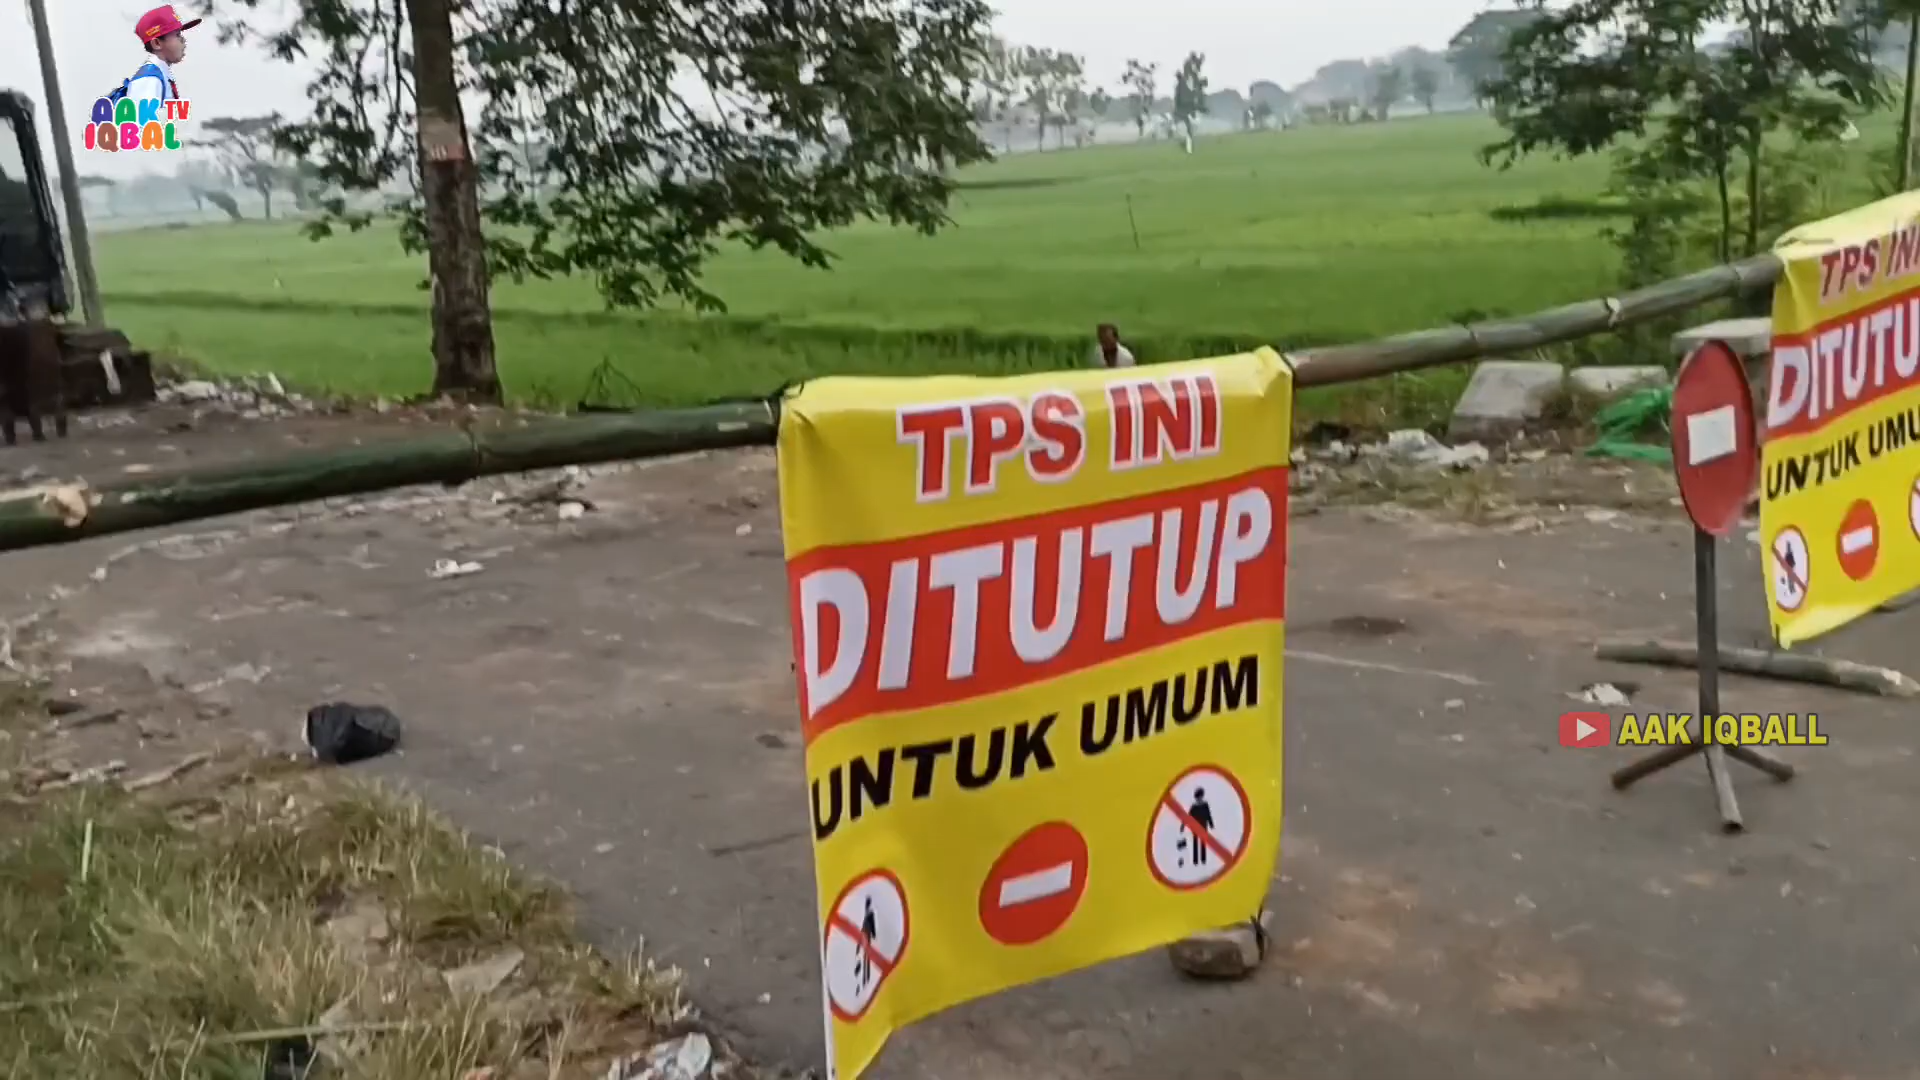 AAK TV
IQBAL
TPS INI
DITUTUP
UNTUK UMUM
TPS INI
DITUTU
UNTUK UMU
AAK IQBALL